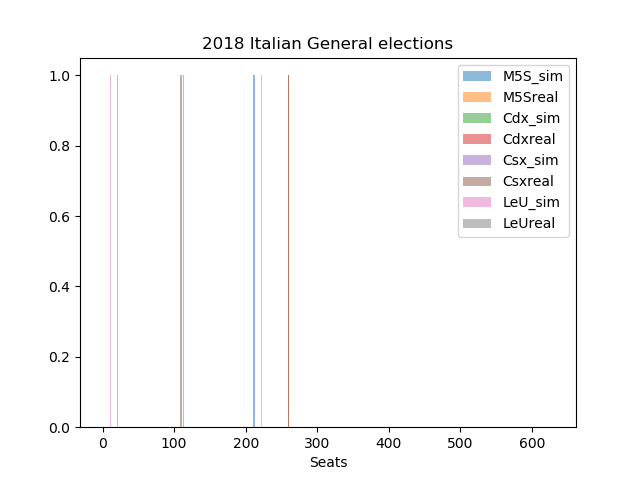 2018 Italian General elections
1.0
0.8
0.6
0.4
0.2
0.0
M5S_sim
M5Sreal
Cdx_sim
Cdxreal
Csx_sim
Csxreal
LeU_sim
LeUreal
0 100 200 300 400 500 600
Seats